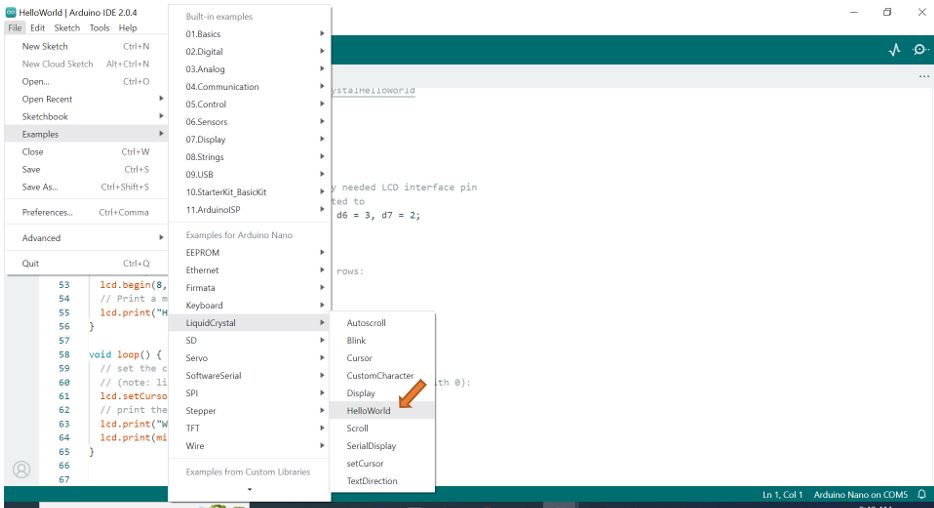 HelloWorld | Arduino IDE 2.0.4
File Edit Sketch Tools Help
New Sketch Ctrl+N
New Cloud Sketch Alt+Ctrl+N
Open... Ctrl+O
Open Recent
Sketchbook
Examples
Close Ctrl+W
Save Ctrl+S
Save As... Ctrl+Shift+S
Preferences... Ctrl+Comma
Advanced
Quit Ctrl+Q
Built-in examples
01.Basics
02.Digital
03.Analog
04.Communication
05.Control
06.Sensors
07.Display
08.Strings
09.USB
10.StarterKit_BasicKit
11.ArduinoISP
Examples for Arduino Nano
EEPROM
Ethernet
Firmata
Keyboard
LiquidCrystal
SD
Servo
SoftwareSerial
SPI
Stepper
TFT
Wire
Examples from Custom Libraries
Autoscroll
Blink
Cursor
CustomCharacter
Display
HelloWorld
Scroll
SerialDisplay
setCursor
TextDirection
ystalHelloWorld
y needed LCD interface pin
ted to
d6 = 3, d7 = 2;
rows:
53 lcd.begin(8,
54 // Print a m
55 lcd.print("H
56 }
57
58 void loop() {
59 // set the c
60 // (note: li ith 0):
61 lcd.setCurso
62 // print the
63 lcd.print("W
64 lcd.print(mi
65 }
66
67
Ln 1, Col 1 Arduino Nano on COM5